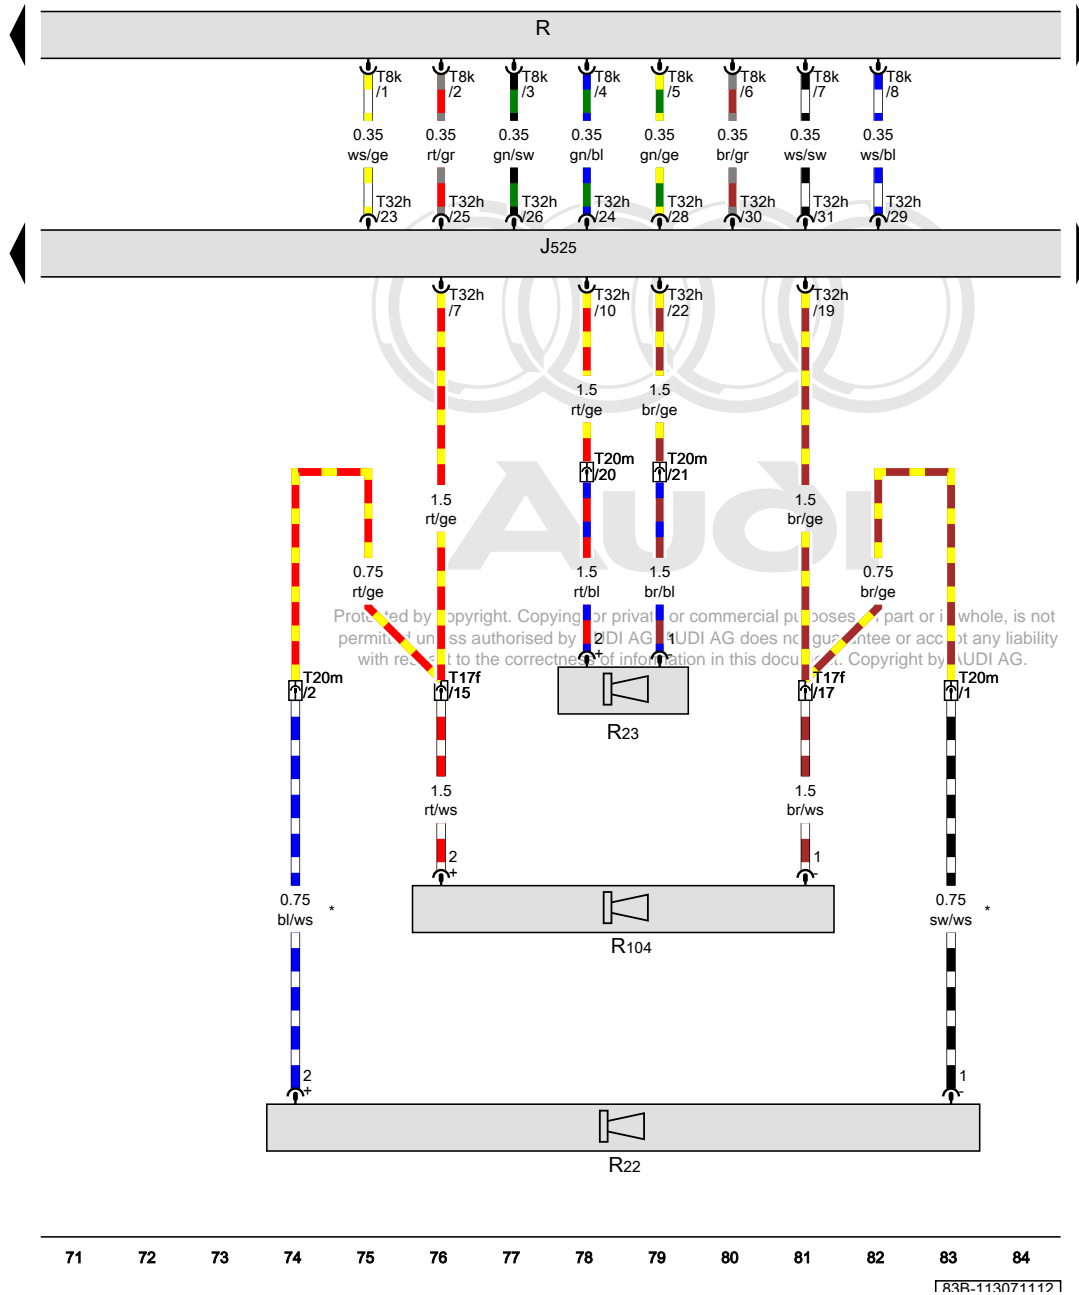 R
T8k /1
T8k /2
T8k /3
T8k /4
T8k /5
T8k /6
T8k /7
T8k /8
0.35 0.35 0.35 0.35 0.35 0.35 0.35 0.35
ws/ge rt/gr gn/sw gn/bl gn/ge br/gr ws/sw ws/bl
T32h /23
T32h /25
T32h /26
T32h /24
T32h /28
T32h /30
T32h /31
T32h /29
J525
T32h /7
T32h /10
T32h /22
T32h /19
1.5 rt/ge
1.5 br/ge
T20m /20
T20m /21
Audi
1.5 rt/ge
1.5 br/ge
0.75 rt/ge
1.5 rt/bl
1.5 br/bl
0.75 br/ge
Protected by copyright. Copying for private or commercial purposes, in part or in whole, is not
permitted unless authorised by AUDI AG. AUDI AG does not guarantee or accept any liability
with respect to the correctness of information in this document. Copyright by AUDI AG.
2 +
1 -
T20m /2
T17f /15
T17f /17
T20m /1
R23
1.5 rt/ws
1.5 br/ws
2 +
1 -
0.75 bl/ws *
0.75 sw/ws *
R104
2 +
1 -
R22
71 72 73 74 75 76 77 78 79 80 81 82 83 84
83B-113071112